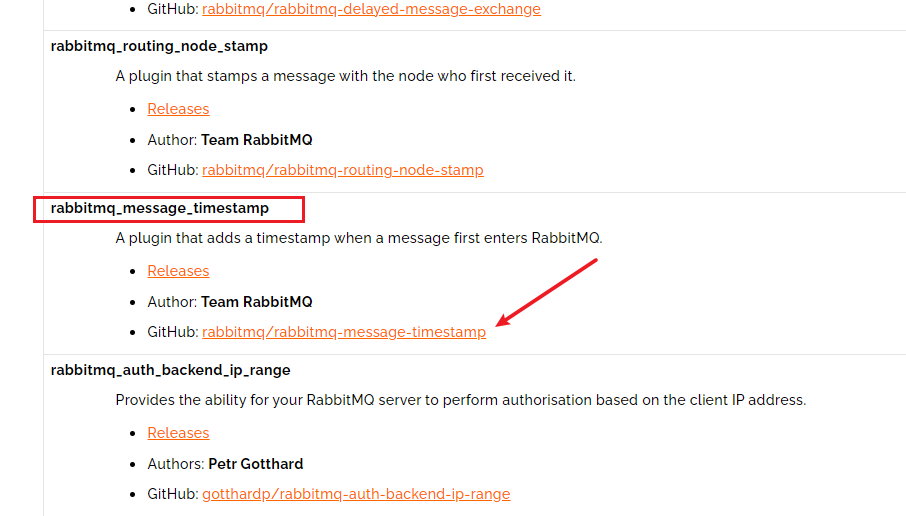 GitHub: rabbitmq/rabbitmq-delayed-message-exchange
rabbitmq_routing_node_stamp
A plugin that stamps a message with the node who first received it.
Releases
Author: Team RabbitMQ
GitHub: rabbitmq/rabbitmq-routing-node-stamp
rabbitmq_message_timestamp
A plugin that adds a timestamp when a message first enters RabbitMQ.
Releases
Author: Team RabbitMQ
GitHub: rabbitmq/rabbitmq-message-timestamp
rabbitmq_auth_backend_ip_range
Provides the ability for your RabbitMQ server to perform authorisation based on the client IP address.
Releases
Authors: Petr Gotthard
GitHub: gotthardp/rabbitmq-auth-backend-ip-range